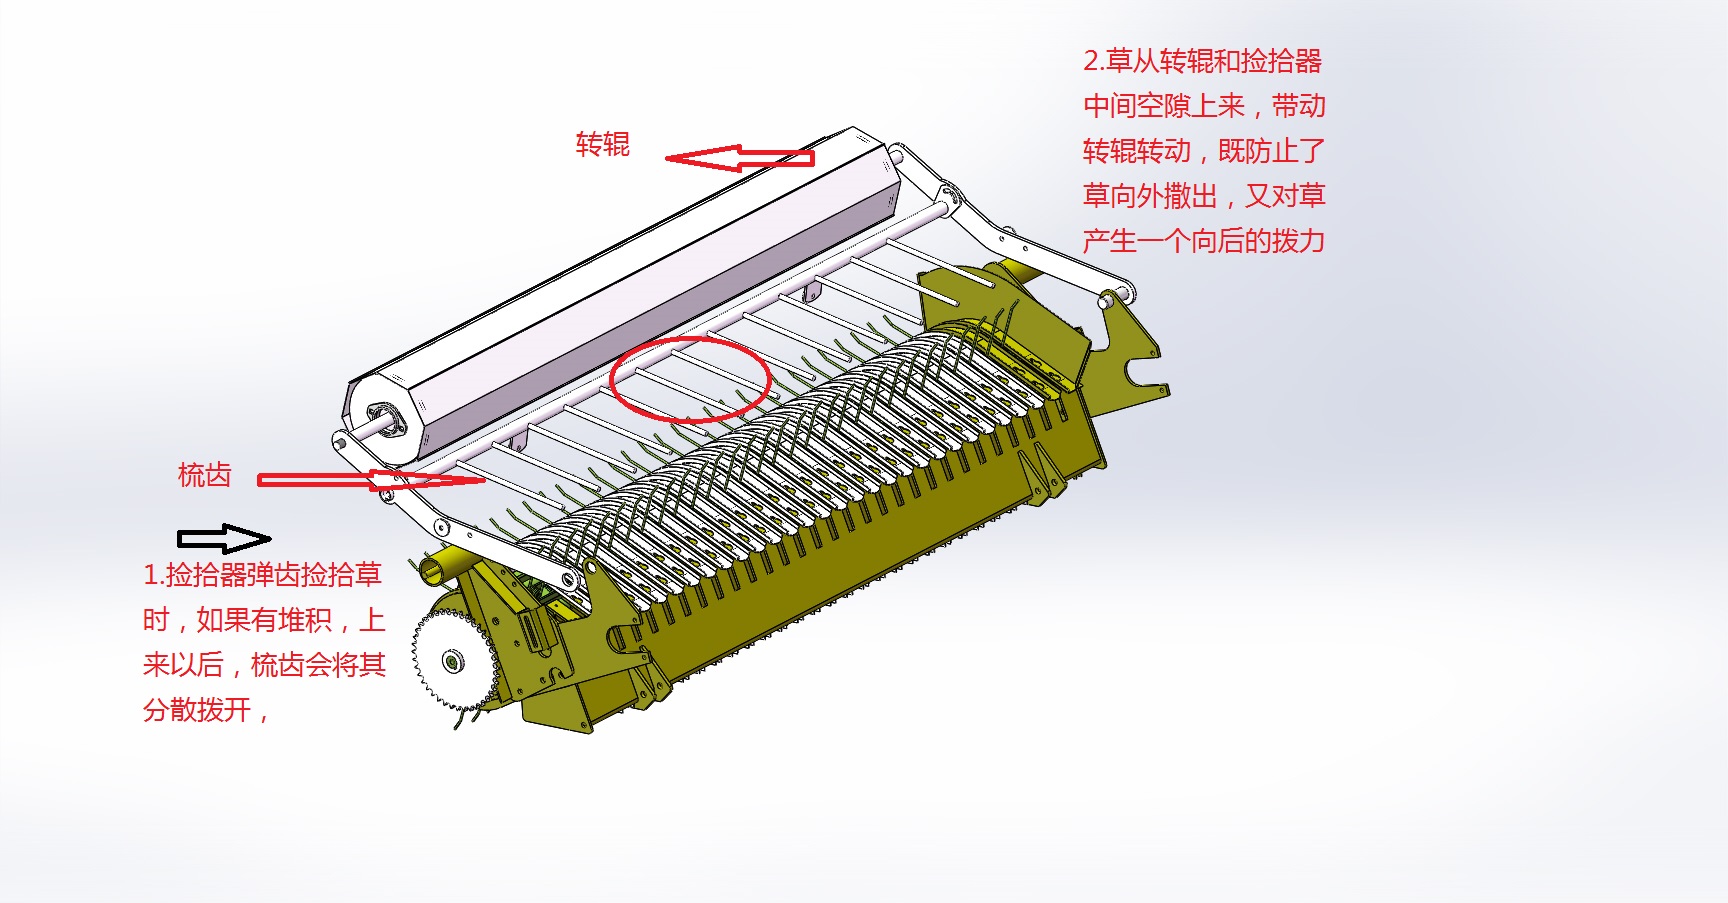 转辊
2.草从转辊和捡拾器
中间空隙上来，带动
转辊转动，既防止了
草向外撒出，又对草
产生一个向后的拨力
梳齿
1.捡拾器弹齿捡拾草
时，如果有堆积，上
来以后，梳齿会将其
分散拨开，